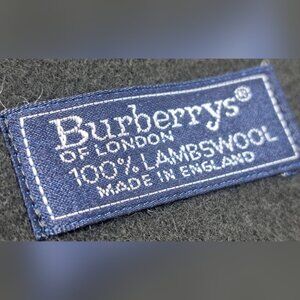 Burberrys®
OF LONDON
100% LAMBSWOOL
MADE IN ENGLAND